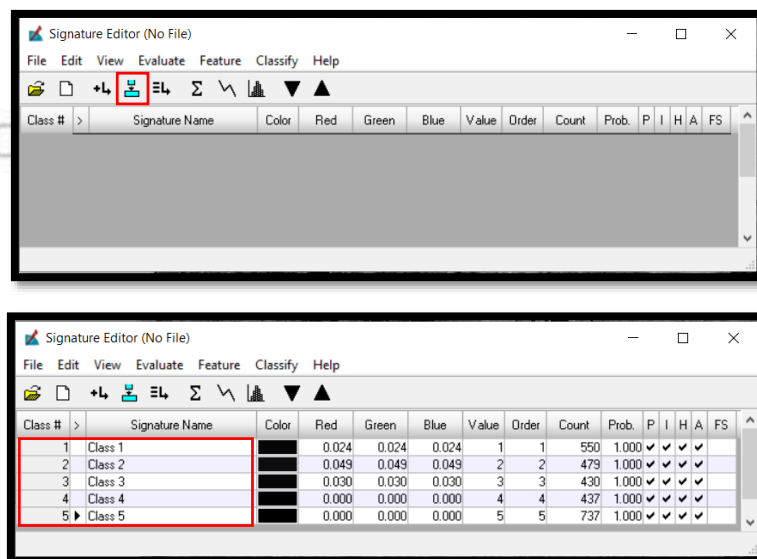 Signature Editor (No File)
File Edit View Evaluate Feature Classify Help
Class # > Signature Name Color Red Green Blue Value Order Count Prob. P I H A FS
Signature Editor (No File)
File Edit View Evaluate Feature Classify Help
Class # > Signature Name Color Red Green Blue Value Order Count Prob. P I H A FS
1 Class 1 0.024 0.024 0.024 1 1 550 1.000
2 Class 2 0.049 0.049 0.049 2 2 479 1.000
3 Class 3 0.030 0.030 0.030 3 3 430 1.000
4 Class 4 0.000 0.000 0.000 4 4 437 1.000
5 Class 5 0.000 0.000 0.000 5 5 737 1.000